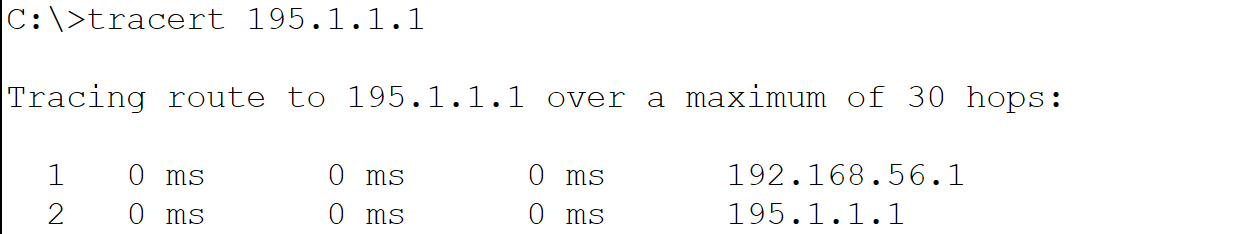 C:\>tracert 195.1.1.1
Tracing route to 195.1.1.1 over a maximum of 30 hops:
1 0 ms 0 ms 0 ms 192.168.56.1
2 0 ms 0 ms 0 ms 195.1.1.1